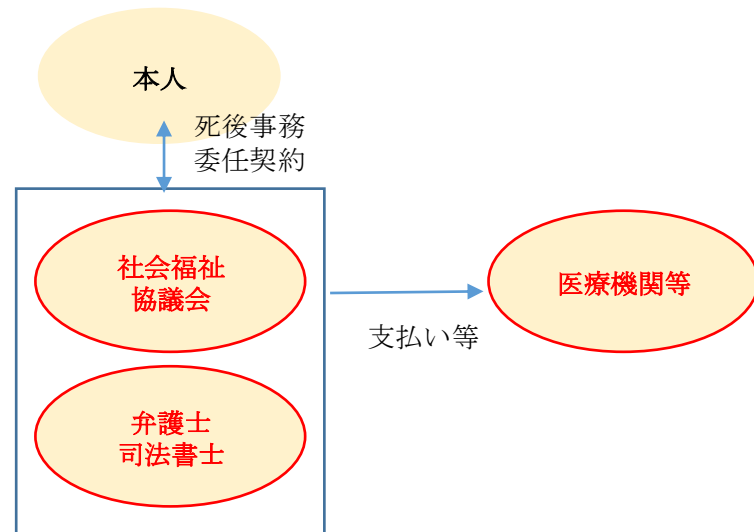 本人
死後事務
委任契約
社会福祉
協議会
医療機関等
支払い等
弁護士
司法書士